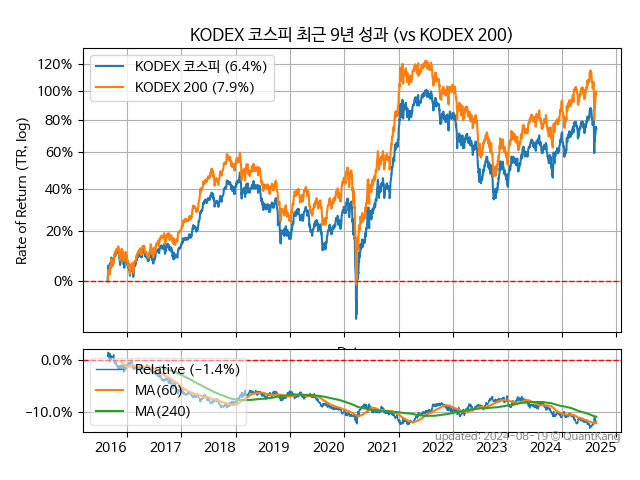 KODEX 코스피 최근 9년 성과 (vs KODEX 200)
Rate of Return (TR, log)
120%
100%
80%
60%
40%
20%
0%
KODEX 코스피 (6.4%)
KODEX 200 (7.9%)
0.0%
−10.0%
Relative (−1.4%)
MA(60)
MA(240)
updated: 2024-08-19 © QuantKang
2016 2017 2018 2019 2020 2021 2022 2023 2024 2025